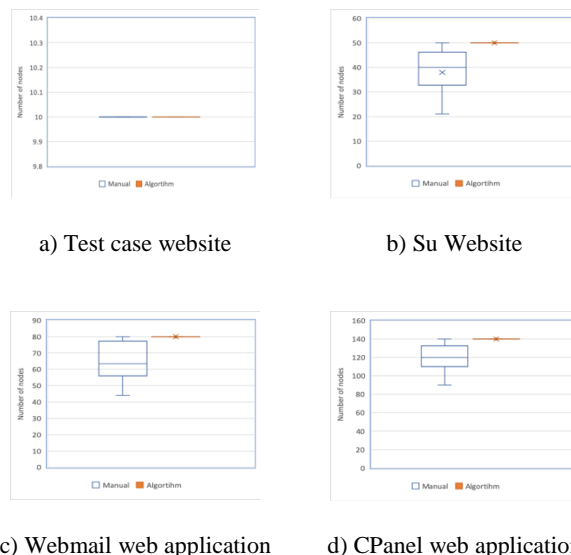 10.4
10.3
10.2
10.1
10
9.9
9.8
Number of nodes
Manual Algortihm
a) Test case website
60
50
40
30
20
10
0
Number of nodes
Manual Algortihm
b) Su Website
90
80
70
60
50
40
30
20
10
0
Number of nodes
Manual Algortihm
c) Webmail web application
160
140
120
100
80
60
40
20
0
Number of nodes
Manual Algortihm
d) CPanel web application